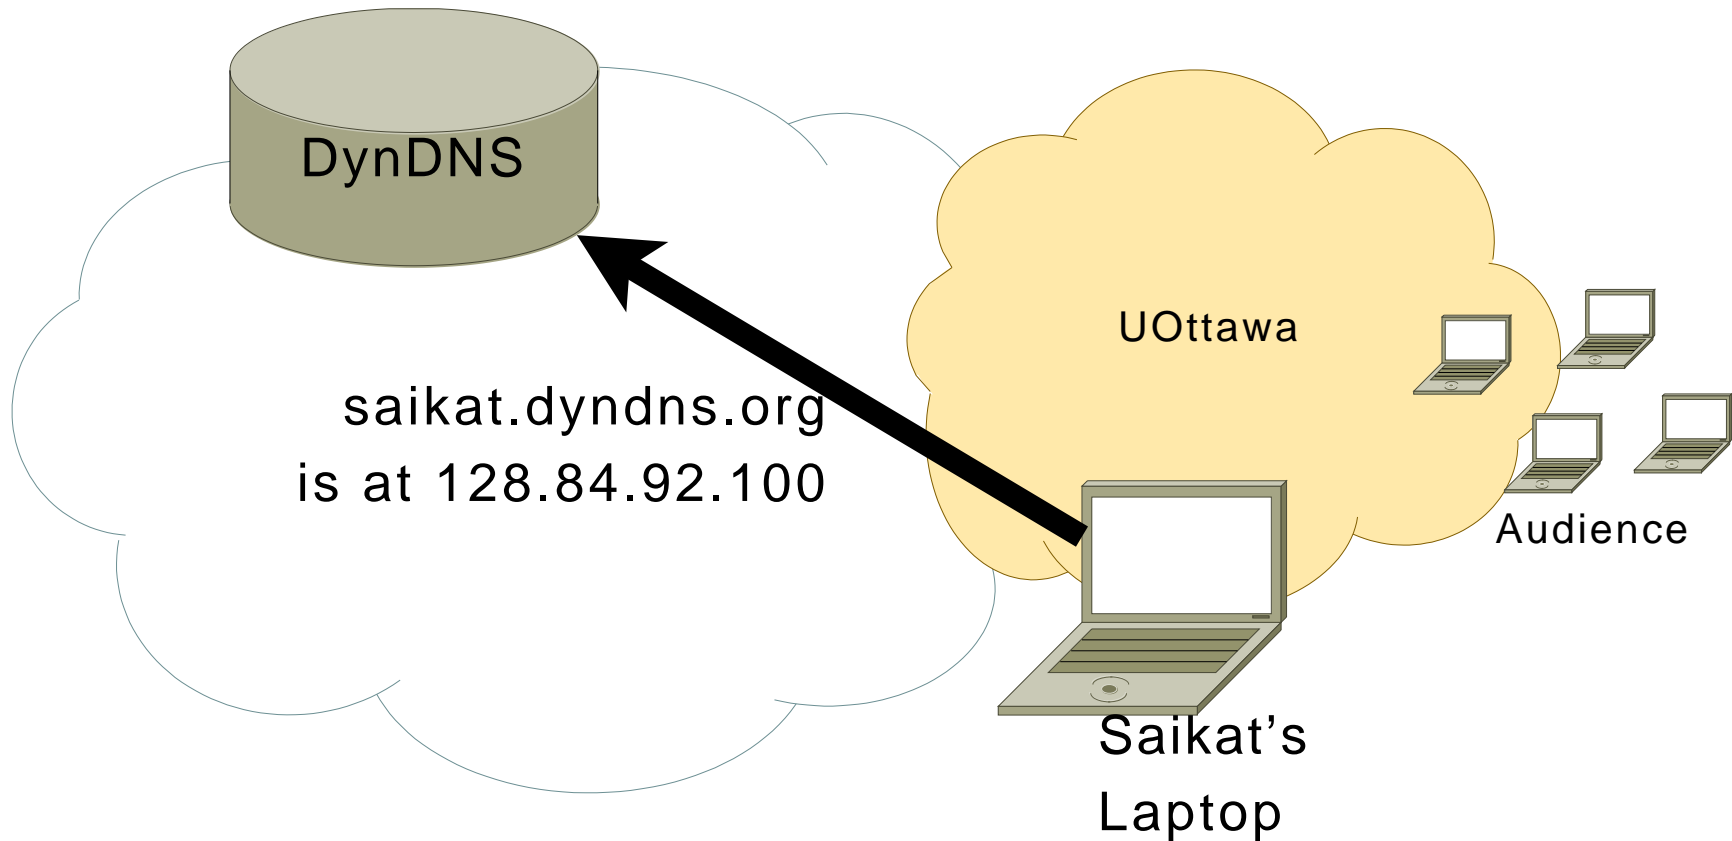 DynDNS
UOttawa
saikat.dyndns.org
is at 128.84.92.100
Audience
Saikat’s
Laptop